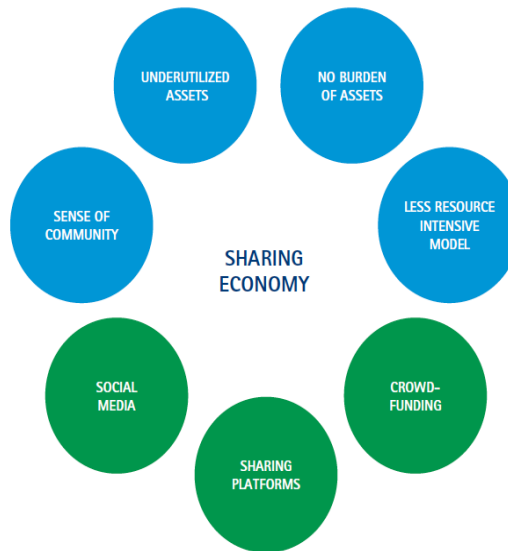 UNDERUTILIZED
ASSETS
NO BURDEN
OF ASSETS
SENSE OF
COMMUNITY
LESS RESOURCE
INTENSIVE
MODEL
SHARING
ECONOMY
SOCIAL
MEDIA
CROWD-
FUNDING
SHARING
PLATFORMS